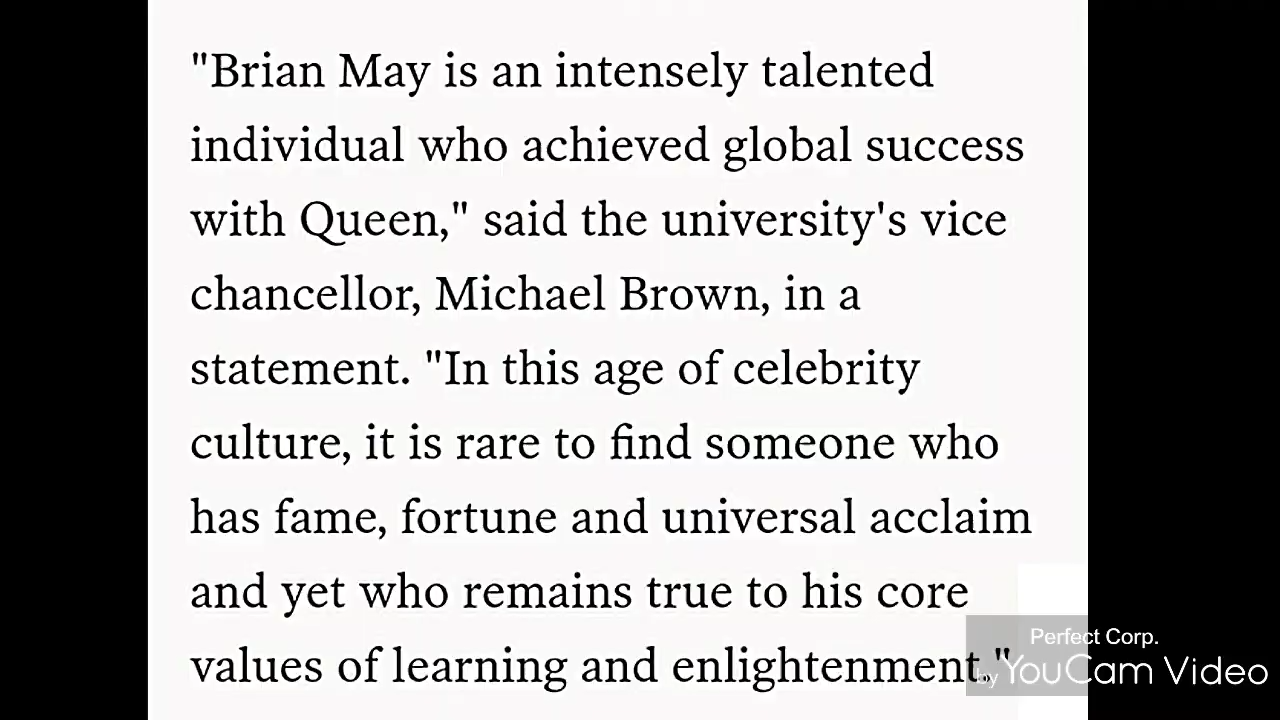 "Brian May is an intensely talented
individual who achieved global success
with Queen," said the university's vice
chancellor, Michael Brown, in a
statement. "In this age of celebrity
culture, it is rare to find someone who
has fame, fortune and universal acclaim
and yet who remains true to his core
values of learning and enlightenment."
Perfect Corp.
by YouCam Video